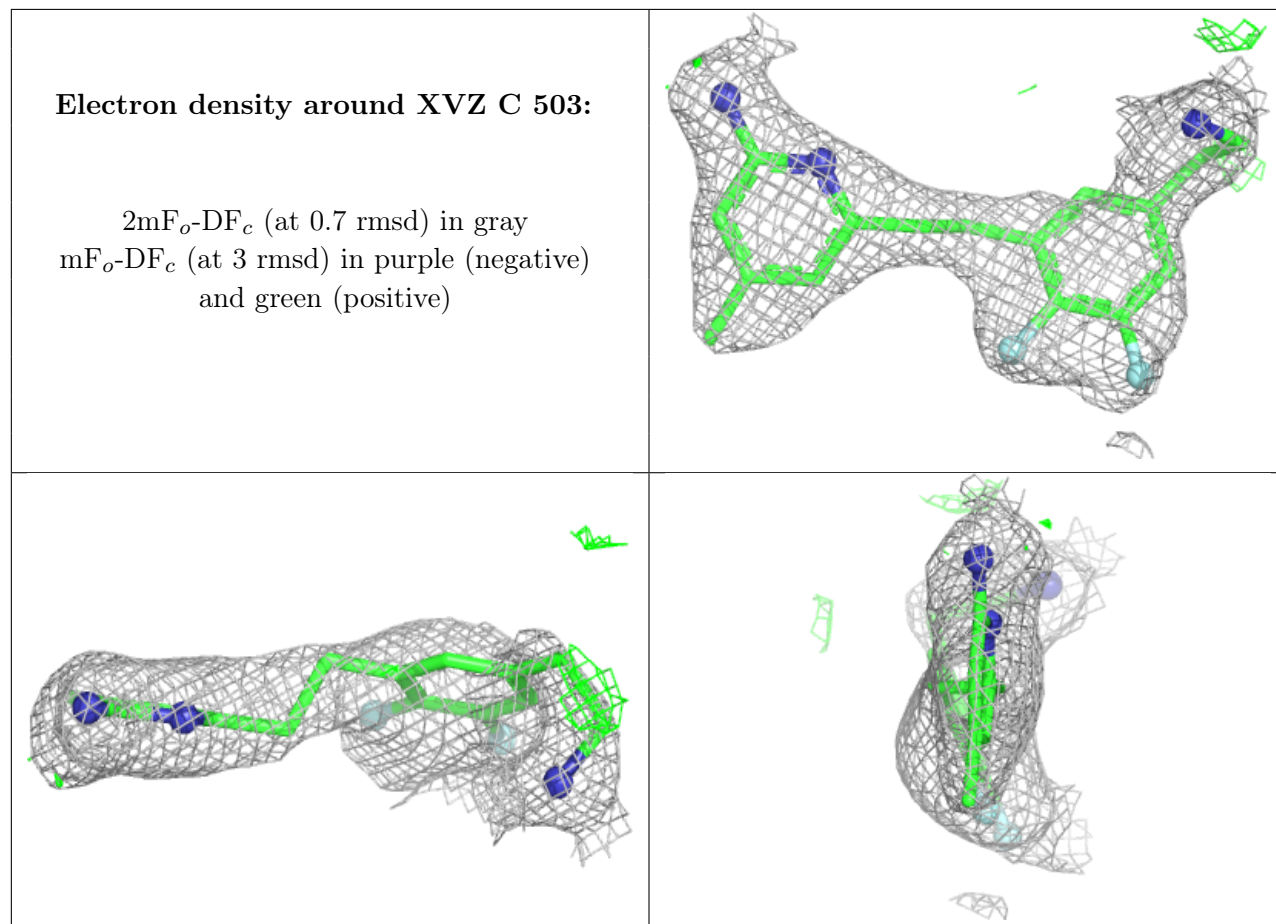 Electron density around XVZ C 503:
2mFo-DFc (at 0.7 rmsd) in gray
mFo-DFc (at 3 rmsd) in purple (negative)
and green (positive)